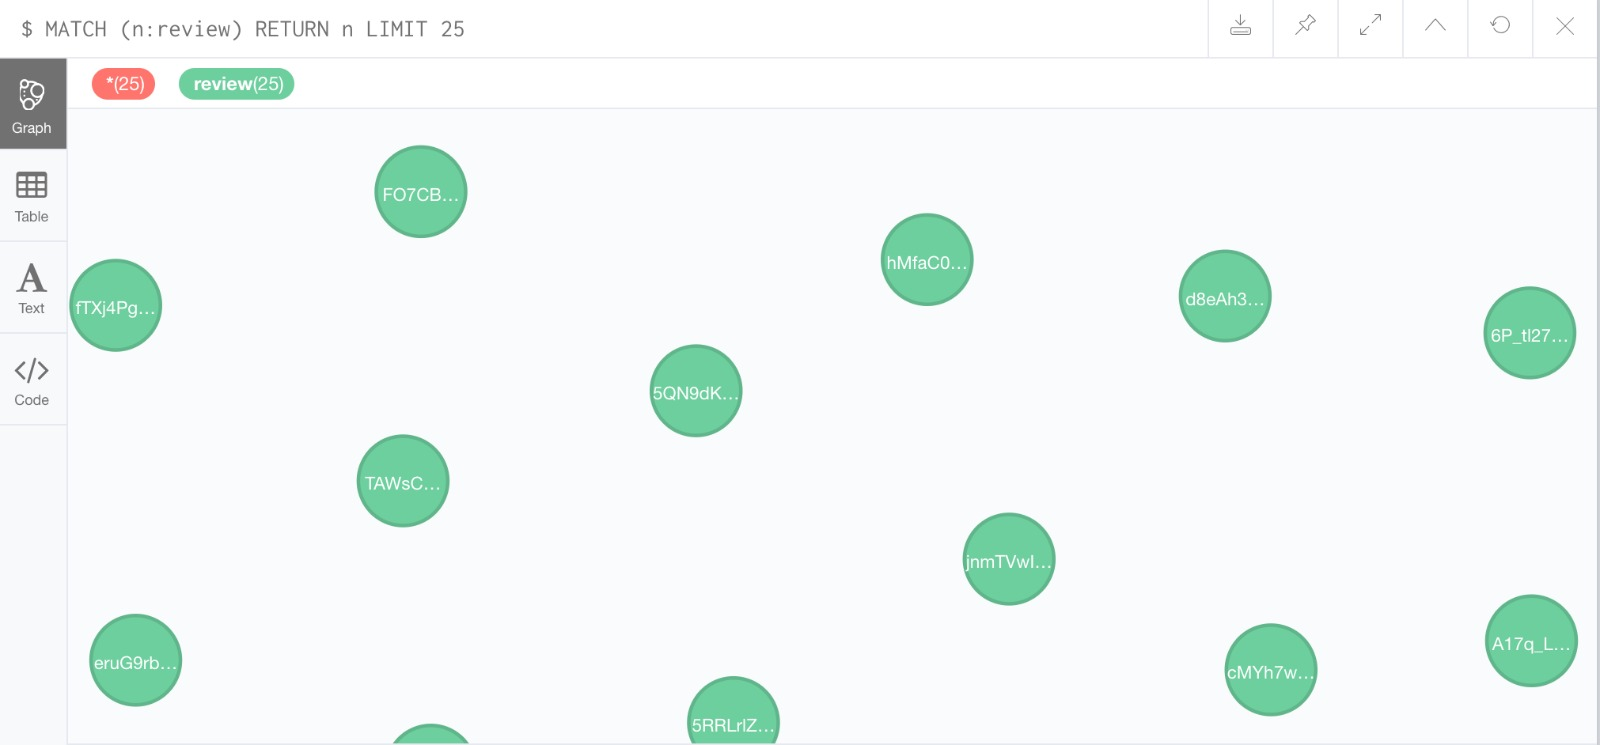 $ MATCH (n:review) RETURN n LIMIT 25
*(25) review(25)
Graph
Table
Text
Code
FO7CB...
hMfaC0...
d8eAh3...
fTXj4Pg...
6P_tl27...
5QN9dK...
TAWsC...
jnmTVwI...
A17q_L...
eruG9rb...
cMYh7w...
5RRLrlZ...